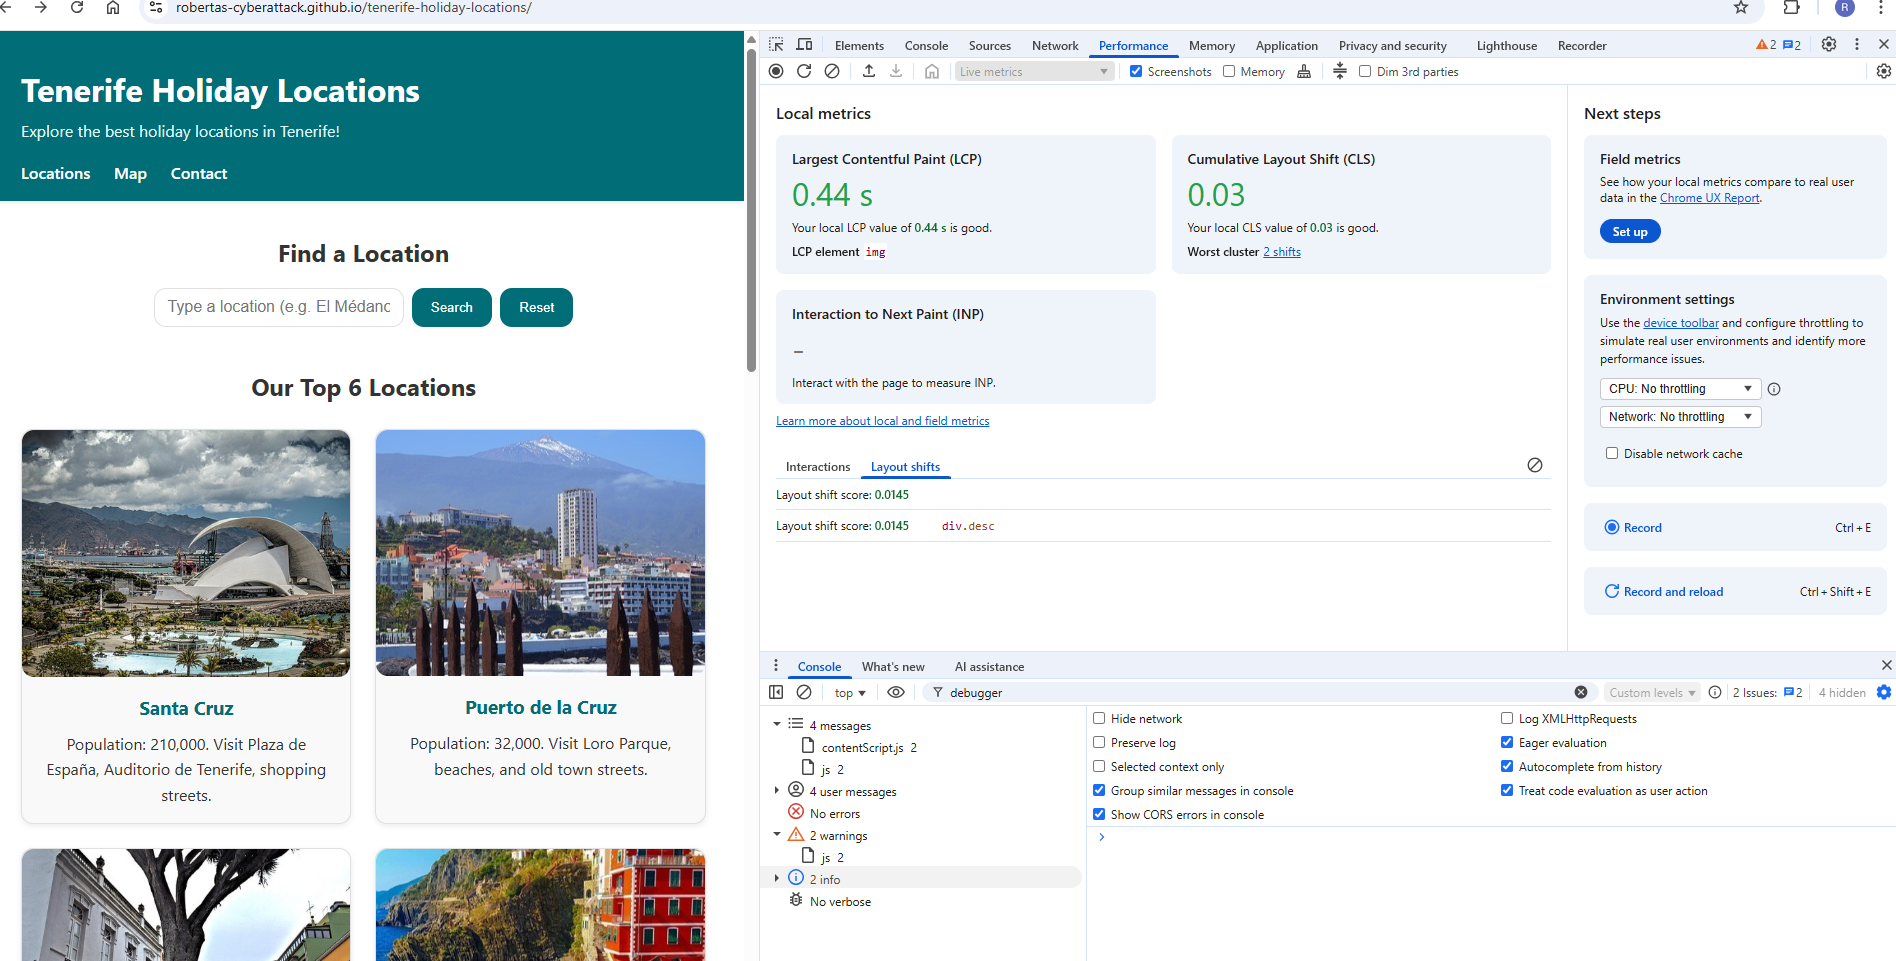 robertas-cyberattack.github.io/tenerife-holiday-locations/
R
Tenerife Holiday Locations
Explore the best holiday locations in Tenerife!
Locations Map Contact
Find a Location
Type a location (e.g. El Médano
Search
Reset
Our Top 6 Locations
Santa Cruz
Population: 210,000. Visit Plaza de
España, Auditorio de Tenerife, shopping
streets.
Puerto de la Cruz
Population: 32,000. Visit Loro Parque,
beaches, and old town streets.
Elements Console Sources Network Performance Memory Application Privacy and security Lighthouse Recorder
2 2
Live metrics
Screenshots
Memory
Dim 3rd parties
Local metrics
Largest Contentful Paint (LCP)
0.44 s
Your local LCP value of 0.44 s is good.
LCP element img
Cumulative Layout Shift (CLS)
0.03
Your local CLS value of 0.03 is good.
Worst cluster 2 shifts
Interaction to Next Paint (INP)
–
Interact with the page to measure INP.
Learn more about local and field metrics
Interactions Layout shifts
Layout shift score: 0.0145
Layout shift score: 0.0145 div.desc
Next steps
Field metrics
See how your local metrics compare to real user
data in the Chrome UX Report.
Set up
Environment settings
Use the device toolbar and configure throttling to
simulate real user environments and identify more
performance issues.
CPU: No throttling
Network: No throttling
Disable network cache
Record Ctrl + E
Record and reload Ctrl + Shift + E
Console What's new AI assistance
top
debugger
Custom levels
2 Issues: 2
4 hidden
4 messages
contentScript.js 2
js 2
4 user messages
No errors
2 warnings
js 2
2 info
No verbose
Hide network
Preserve log
Selected context only
Group similar messages in console
Show CORS errors in console
Log XMLHttpRequests
Eager evaluation
Autocomplete from history
Treat code evaluation as user action